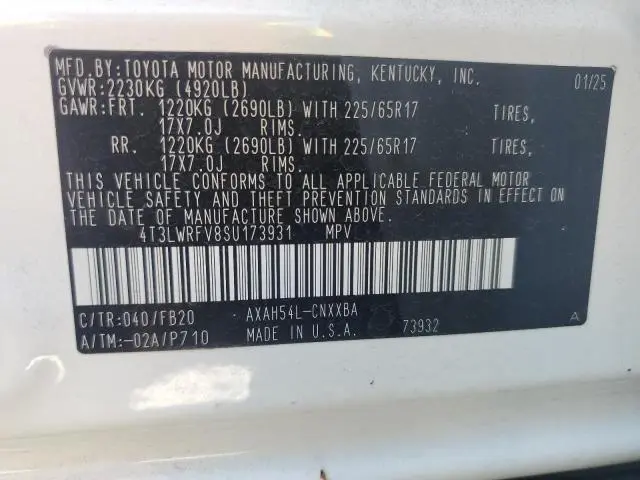 MFD.BY:TOYOTA MOTOR MANUFACTURING, KENTUCKY, INC. 01/25
GVWR:2230KG (4920LB)
GAWR:FRT. 1220KG (2690LB) WITH 225/65R17 TIRES,
17X7.0J RIMS.
RR. 1220KG (2690LB) WITH 225/65R17 TIRES,
17X7.0J RIMS.
THIS VEHICLE CONFORMS TO ALL APPLICABLE FEDERAL MOTOR
VEHICLE SAFETY AND THEFT PREVENTION STANDARDS IN EFFECT ON
THE DATE OF MANUFACTURE SHOWN ABOVE.
4T3LWRFV8SU173931 MPV
C/TR:040/FB20 AXAH54L-CNXXBA
A/TM:-02A/P710 MADE IN U.S.A. 73932 A